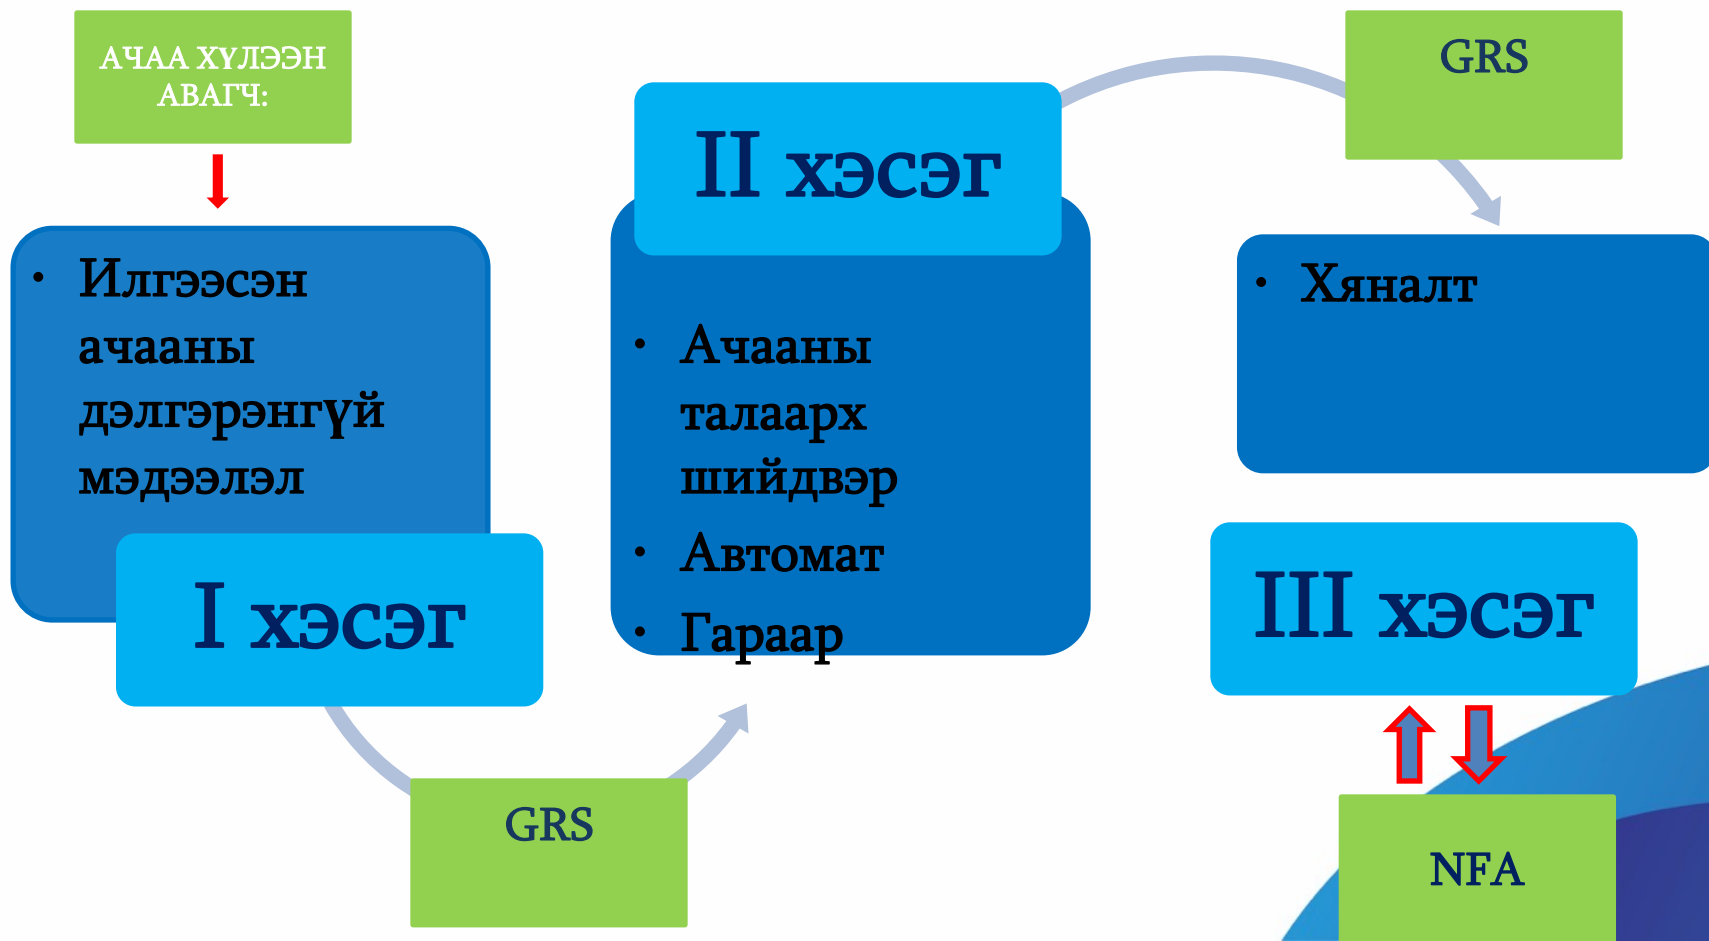 АЧАА ХҮЛЭЭН
АВАГЧ:
• Илгээсэн
ачааны
дэлгэрэнгүй
мэдээлэл
I хэсэг
GRS
II хэсэг
• Ачааны
талаарх
шийдвэр
• Автомат
• Гараар
GRS
• Хяналт
III хэсэг
NFA